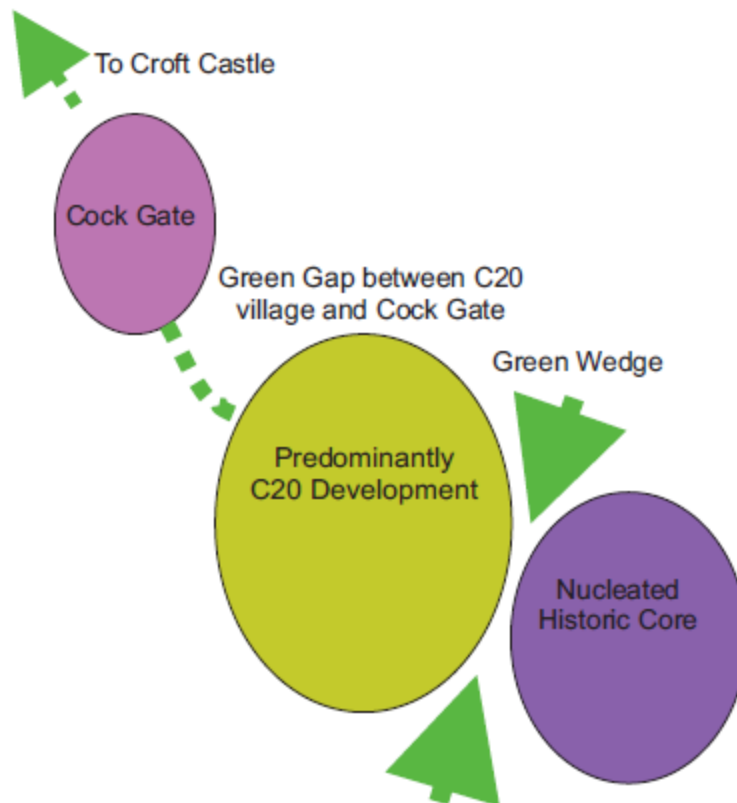 To Croft Castle
Cock Gate
Green Gap between C20
village and Cock Gate
Green Wedge
Predominantly
C20 Development
Nucleated
Historic Core